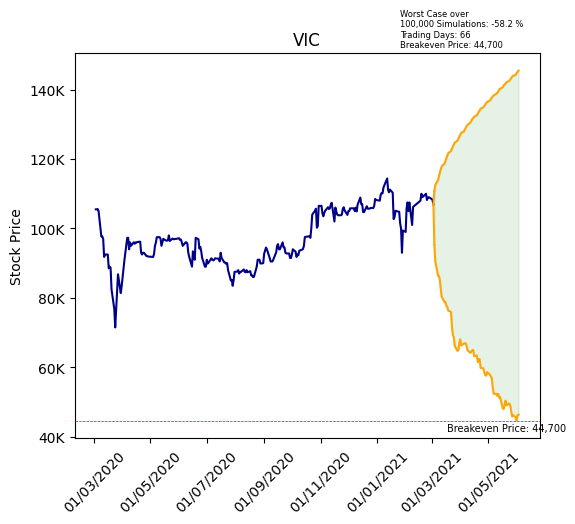 Worst Case over
100,000 Simulations: -58.2 %
Trading Days: 66
Breakeven Price: 44,700
VIC
Stock Price
140K
120K
100K
80K
60K
40K
Breakeven Price: 44,700
01/03/2020
01/05/2020
01/07/2020
01/09/2020
01/11/2020
01/01/2021
01/03/2021
01/05/2021